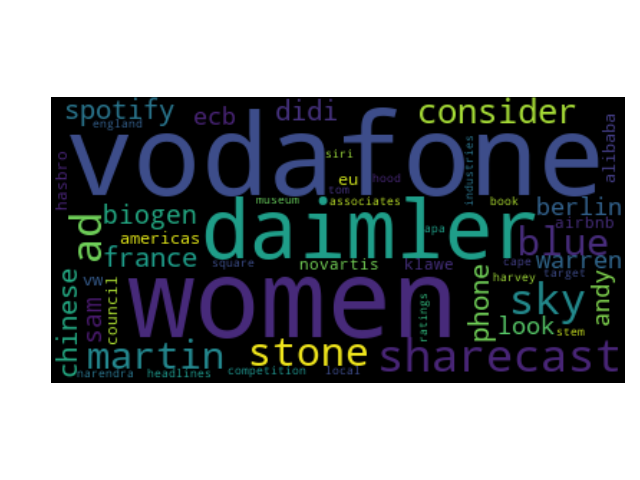 spotify ecb didi consider
england
vodafone
hasbro siri industries alibaba
eu hood
tom
museum associates book
ad biogen daimler berlin
americas apa airbnb
france blue
square novartis klawe cape warren
vw target
chinese sam council women ratings phone harvey sky andy
look stem
martin stone sharecast
narendra headlines competition local